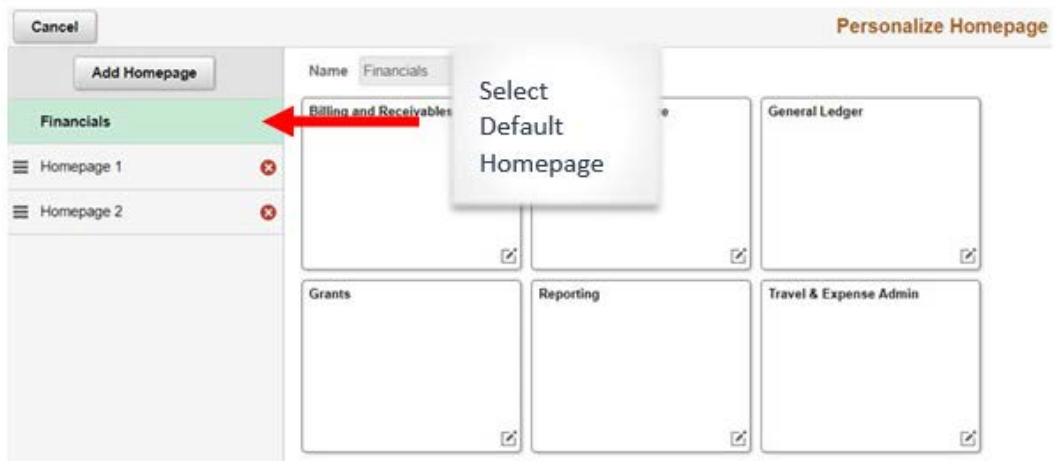 Cancel
Personalize Homepage
Add Homepage
Name Financials
Financials
Homepage 1
Homepage 2
Select
Default
Homepage
Billing and Receivables
General Ledger
Grants
Reporting
Travel & Expense Admin